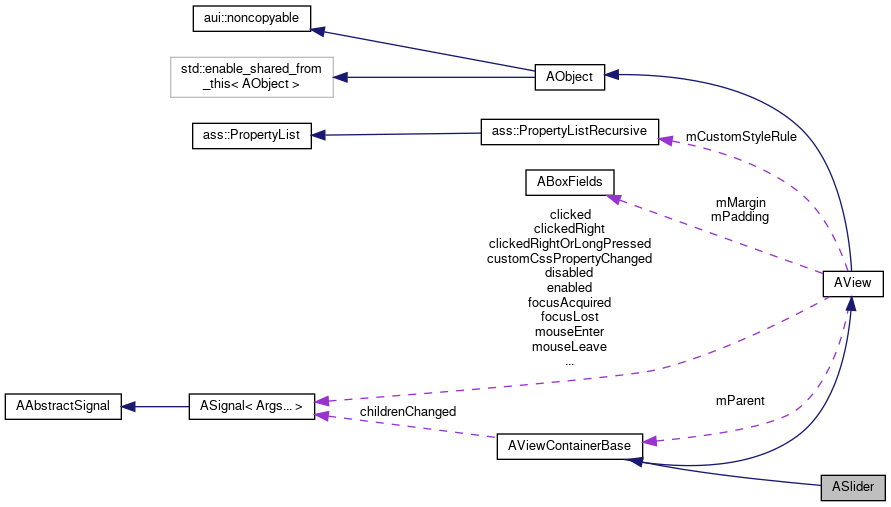 aui::noncopyable
std::enable_shared_from
_this< AObject >
AObject
ass::PropertyList
ass::PropertyListRecursive
mCustomStyleRule
ABoxFields
mMargin
mPadding
clicked
clickedRight
clickedRightOrLongPressed
customCssPropertyChanged
disabled
enabled
focusAcquired
focusLost
mouseEnter
mouseLeave
...
AView
AAbstractSignal
ASignal< Args... >
childrenChanged
mParent
AViewContainerBase
ASlider